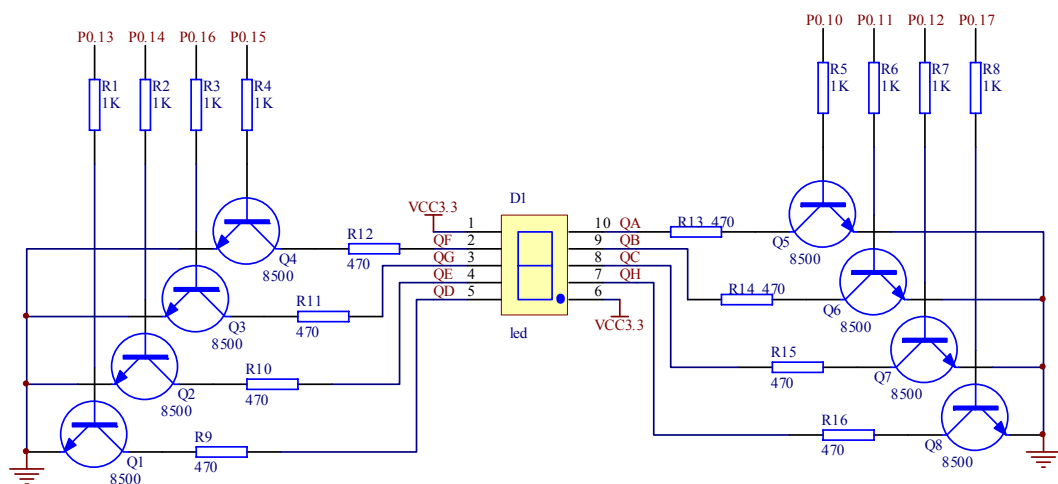 P0.13 P0.14 P0.16 P0.15
P0.10 P0.11 P0.12 P0.17
R1 R2 R3 R4
1K 1K 1K 1K
R5 R6 R7 R8
1K 1K 1K 1K
D1
VCC3.3
1 10 QA R13 470
QF 2 9 QB
QG 3 8 QC
QE 4 7 QH
QD 5 6
VCC3.3
led
R12
470
Q4
8500
R11
470
Q3
8500
R10
470
Q2
8500
R9
470
Q1
8500
Q5
8500
R14 470
Q6
8500
R15
470
Q7
8500
R16
470
Q8
8500